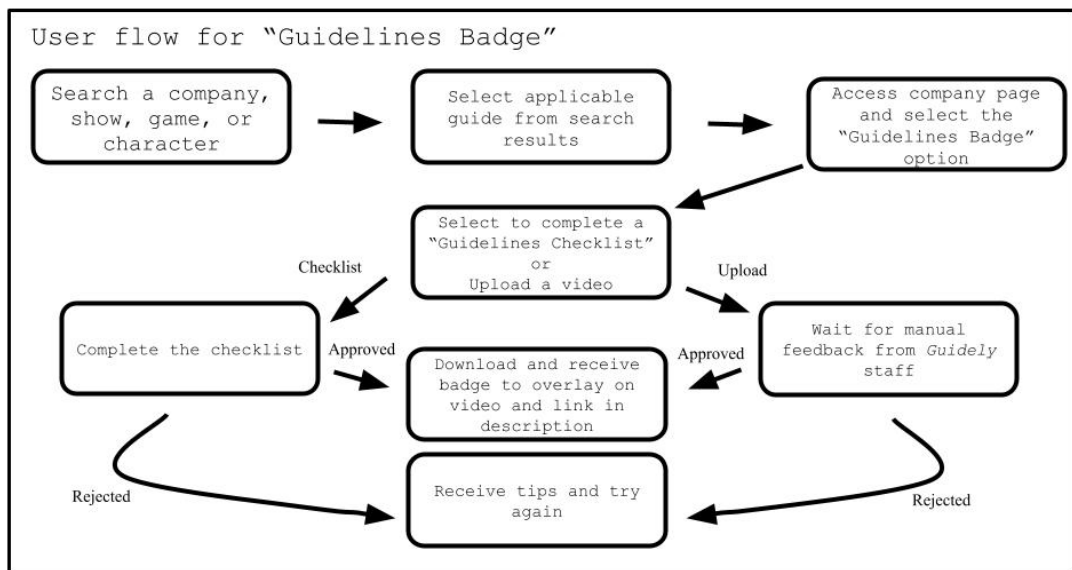 User flow for “Guidelines Badge”
Search a company,
show, game, or
character
Select applicable
guide from search
results
Access company page
and select the
“Guidelines Badge”
option
Select to complete a
“Guidelines Checklist”
or
Upload a video
Checklist
Upload
Complete the checklist
Approved
Download and receive
badge to overlay on
video and link in
description
Approved
Wait for manual
feedback from Guidely
staff
Rejected
Receive tips and try
again
Rejected